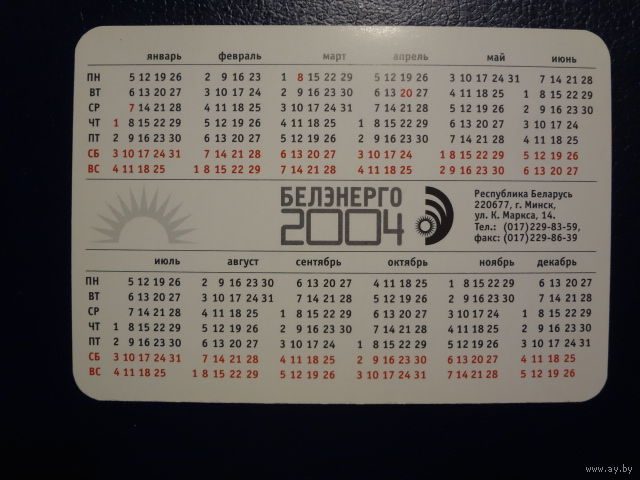 январь февраль март апрель май июнь
ПН 5 12 19 26 2 9 16 23 1 8 15 22 29 5 12 19 26 3 10 17 24 31 7 14 21 28
ВТ 6 13 20 27 3 10 17 24 2 9 16 23 30 6 13 20 27 4 11 18 25 1 8 15 22 29
СР 7 14 21 28 4 11 18 25 3 10 17 24 31 7 14 21 28 5 12 19 26 2 9 16 23 30
ЧТ 1 8 15 22 29 5 12 19 26 4 11 18 25 1 8 15 22 29 6 13 20 27 3 10 17 24
ПТ 2 9 16 23 30 6 13 20 27 5 12 19 26 2 9 16 23 30 7 14 21 28 4 11 18 25
СБ 3 10 17 24 31 7 14 21 28 6 13 20 27 3 10 17 24 1 8 15 22 29 5 12 19 26
ВС 4 11 18 25 1 8 15 22 29 7 14 21 28 4 11 18 25 2 9 16 23 30 6 13 20 27
БЕЛЭНЕРГО
2004
Республика Беларусь
220677, г. Минск,
ул. К. Маркса, 14.
Тел.: (017)229-83-59,
факс: (017)229-86-39
июль август сентябрь октябрь ноябрь декабрь
ПН 5 12 19 26 2 9 16 23 30 6 13 20 27 4 11 18 25 1 8 15 22 29 6 13 20 27
ВТ 6 13 20 27 3 10 17 24 31 7 14 21 28 5 12 19 26 2 9 16 23 30 7 14 21 28
СР 7 14 21 28 4 11 18 25 1 8 15 22 29 6 13 20 27 3 10 17 24 1 8 15 22 29
ЧТ 1 8 15 22 29 5 12 19 26 2 9 16 23 30 7 14 21 28 4 11 18 25 2 9 16 23 30
ПТ 2 9 16 23 30 6 13 20 27 3 10 17 24 1 8 15 22 29 5 12 19 26 3 10 17 24 31
СБ 3 10 17 24 31 7 14 21 28 4 11 18 25 2 9 16 23 30 6 13 20 27 4 11 18 25
ВС 4 11 18 25 1 8 15 22 29 5 12 19 26 3 10 17 24 31 7 14 21 28 5 12 19 26
www.ay.by